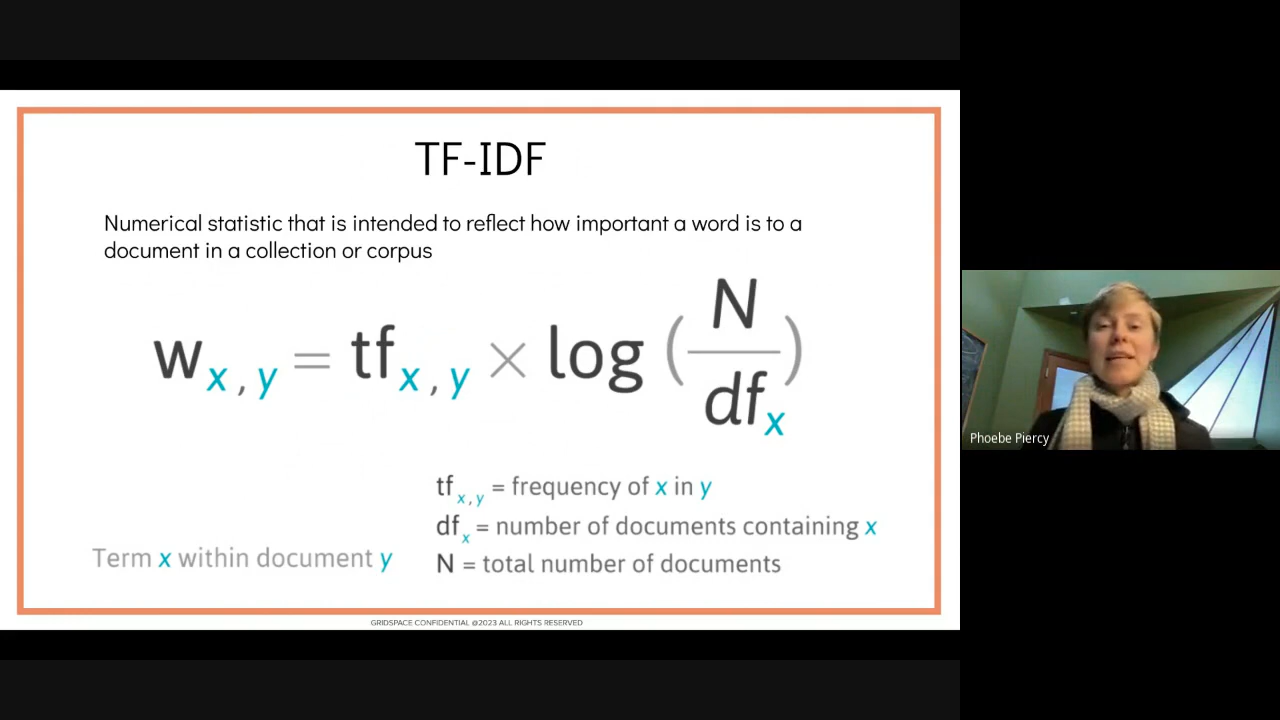 TF-IDF
Numerical statistic that is intended to reflect how important a word is to a
document in a collection or corpus
w x , y = tf x , y × log ( N / df x )
tf x , y = frequency of x in y
df x = number of documents containing x
Term x within document y
N = total number of documents
GRIDSPACE CONFIDENTIAL @2023 ALL RIGHTS RESERVED
Phoebe Piercy